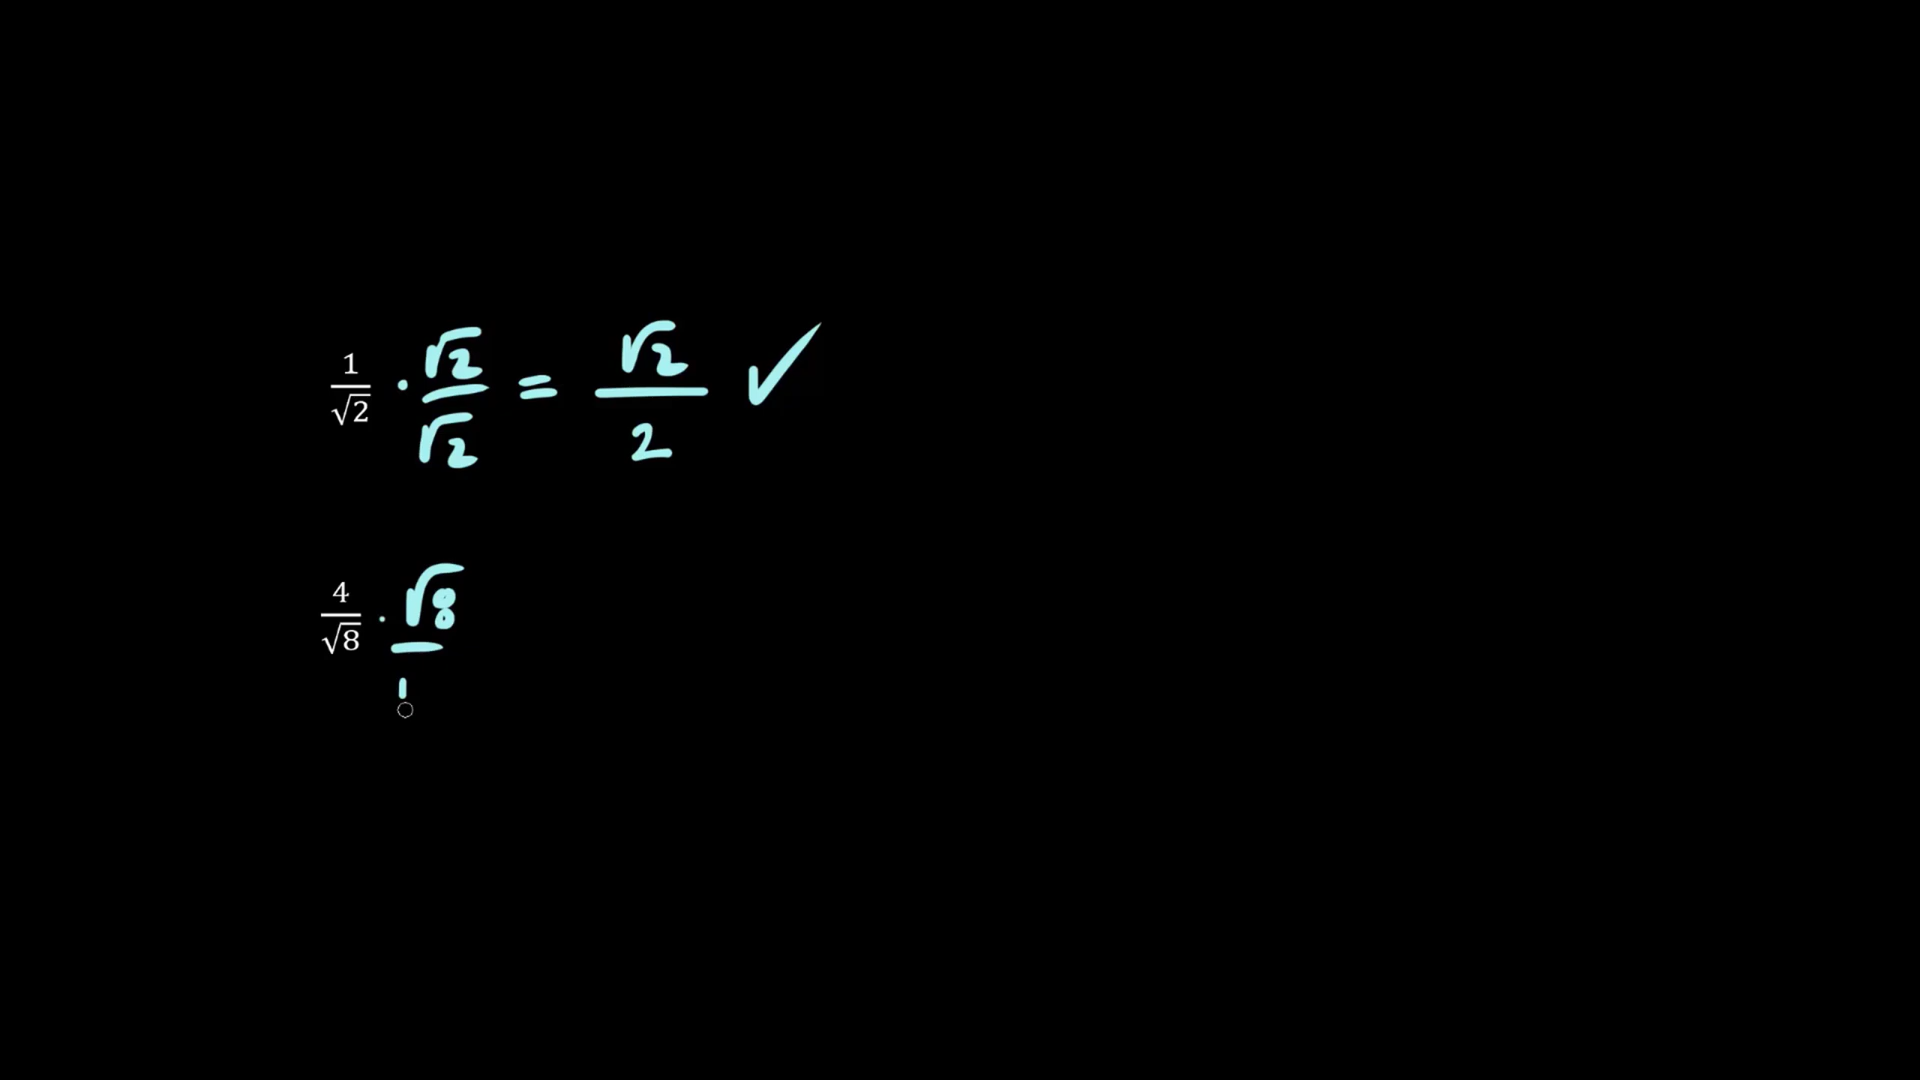 1/√2 · √2/√2 = √2/2 ✓
4/√8 · √8/